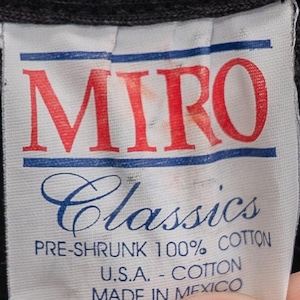 MIRO
Classics
PRE-SHRUNK 100% COTTON
U.S.A. - COTTON
MADE IN MEXICO